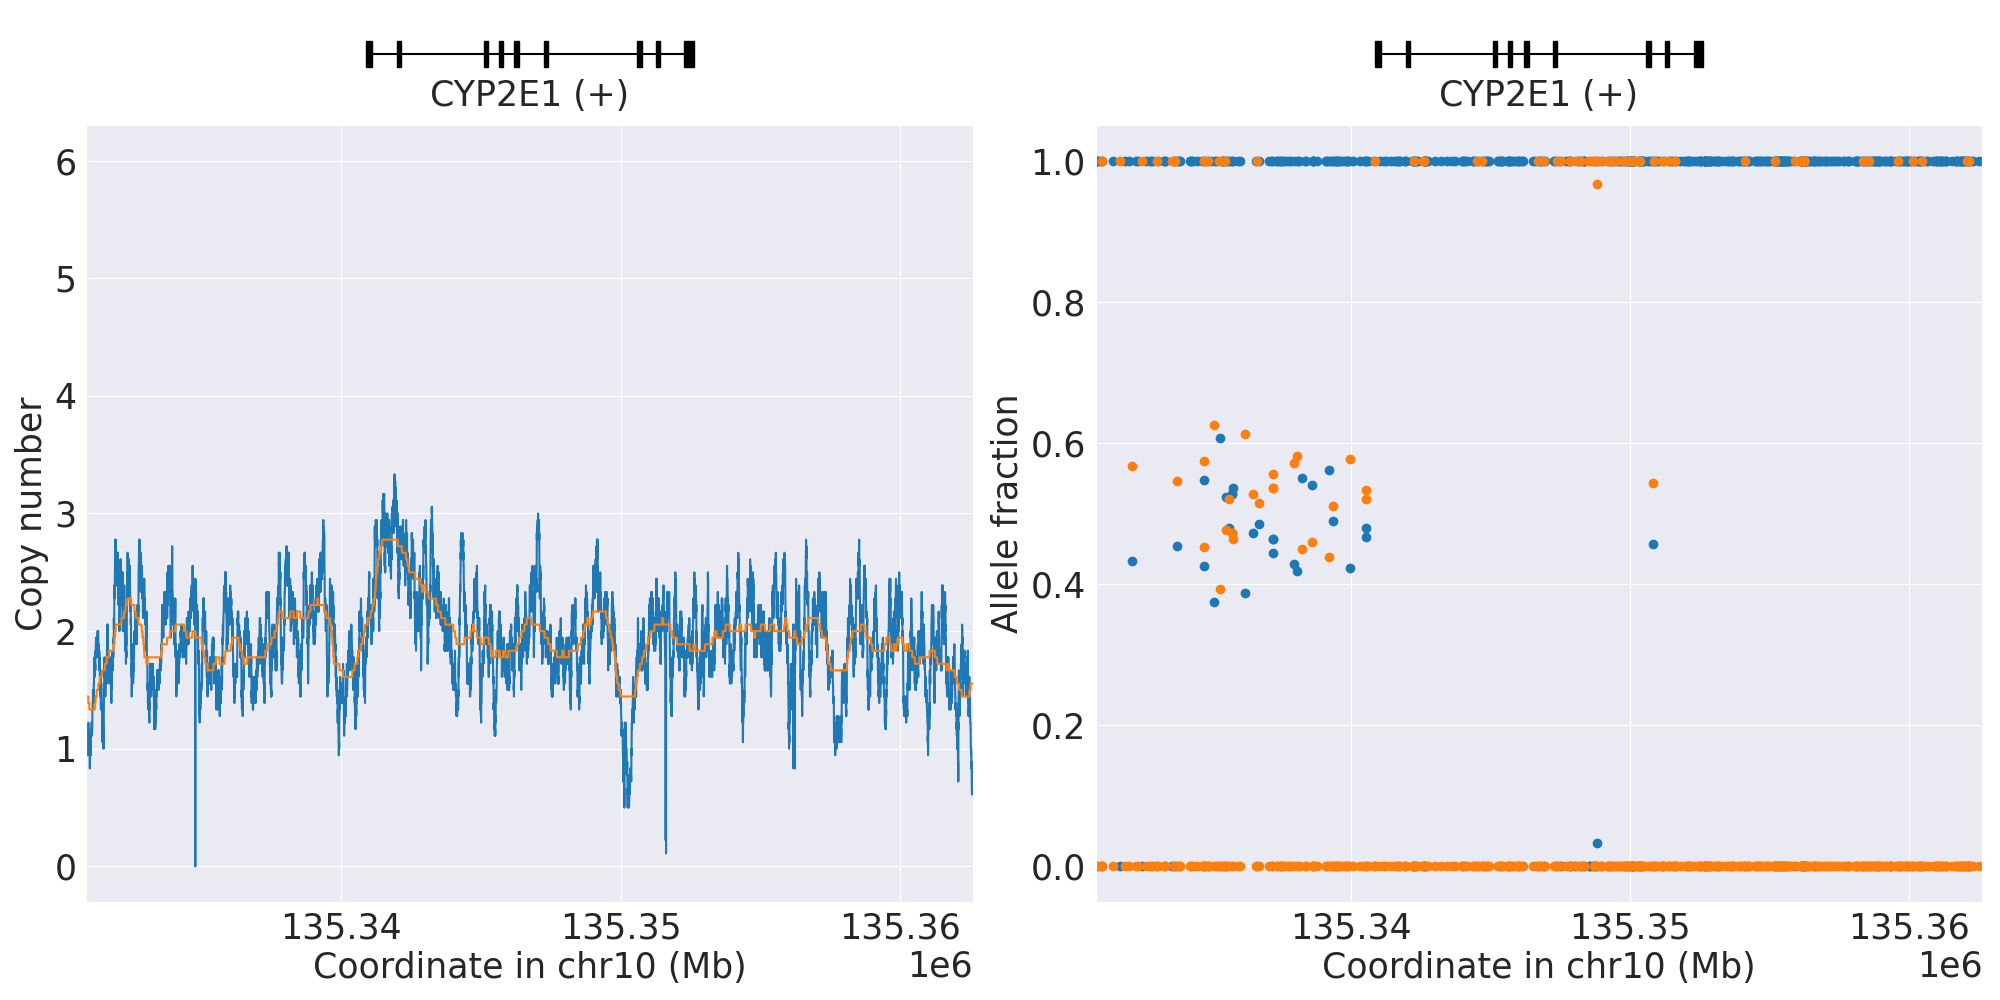 CYP2E1 (+)
6
5
4
3
2
1
0
Copy number
135.34 135.35 135.36
Coordinate in chr10 (Mb)
1e6
CYP2E1 (+)
1.0
0.8
0.6
0.4
0.2
0.0
Allele fraction
135.34 135.35 135.36
Coordinate in chr10 (Mb)
1e6